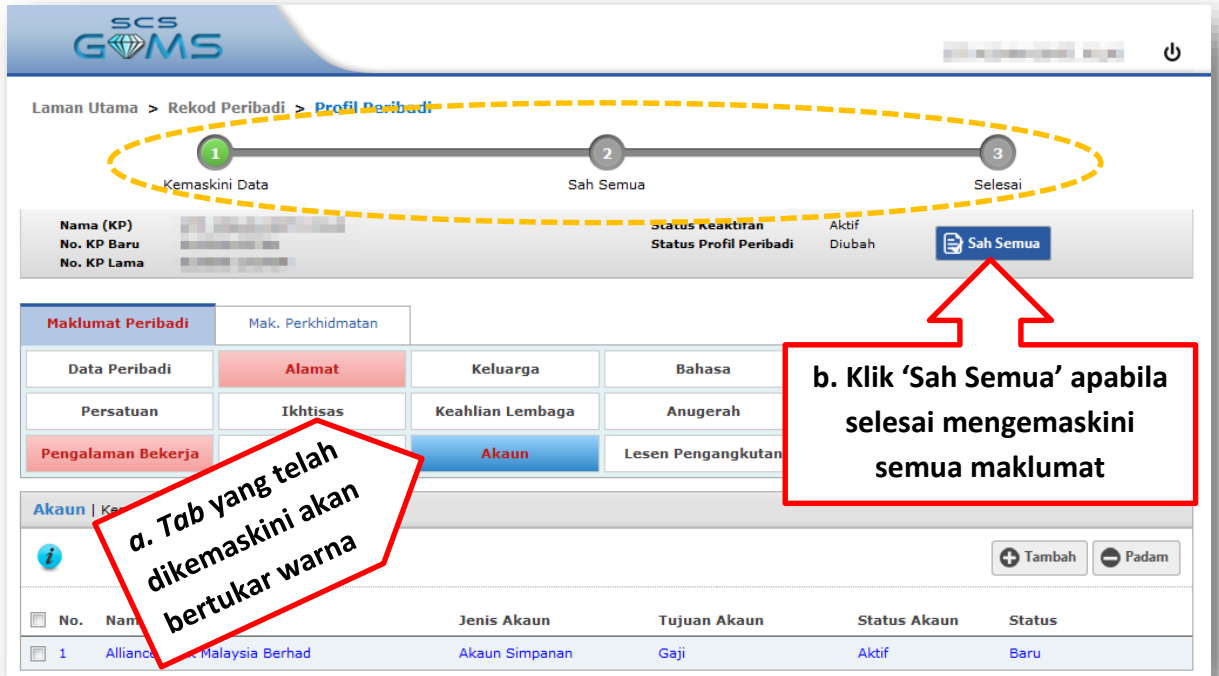 SCS
G MS
Laman Utama > Rekod Peribadi > Profil Peribadi
1 2 3
Kemaskini Data Sah Semua Selesai
Nama (KP) Status Keaktifan Aktif
No. KP Baru Status Profil Peribadi Diubah Sah Semua
No. KP Lama
Maklumat Peribadi Mak. Perkhidmatan
Data Peribadi Alamat Keluarga Bahasa
Persatuan Ikhtisas Keahlian Lembaga Anugerah
Pengalaman Bekerja Akaun Lesen Pengangkutan
b. Klik ‘Sah Semua’ apabila
selesai mengemaskini
semua maklumat
a. Tab yang telah
dikemaskini akan
bertukar warna
Akaun |
i Tambah Padam
No. Jenis Akaun Tujuan Akaun Status Akaun Status
1 Alliance Malaysia Berhad Akaun Simpanan Gaji Aktif Baru